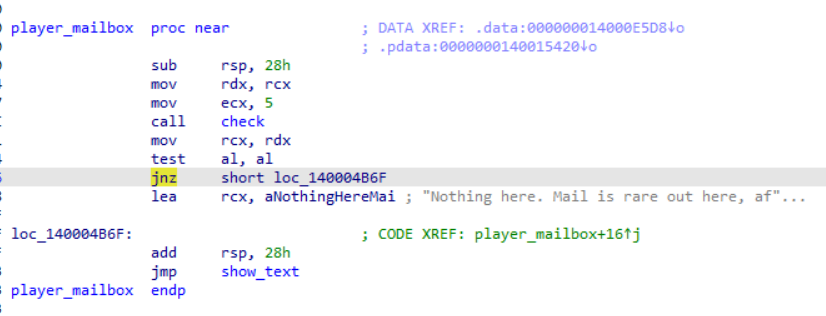 player_mailbox proc near ; DATA XREF: .data:000000014000E5D8↓o
; .pdata:0000000140015420↓o
sub rsp, 28h
mov rdx, rcx
mov ecx, 5
call check
mov rcx, rdx
test al, al
jnz short loc_140004B6F
lea rcx, aNothingHereMai ; "Nothing here. Mail is rare out here, af"...
loc_140004B6F: ; CODE XREF: player_mailbox+16↑j
add rsp, 28h
jmp show_text
player_mailbox endp